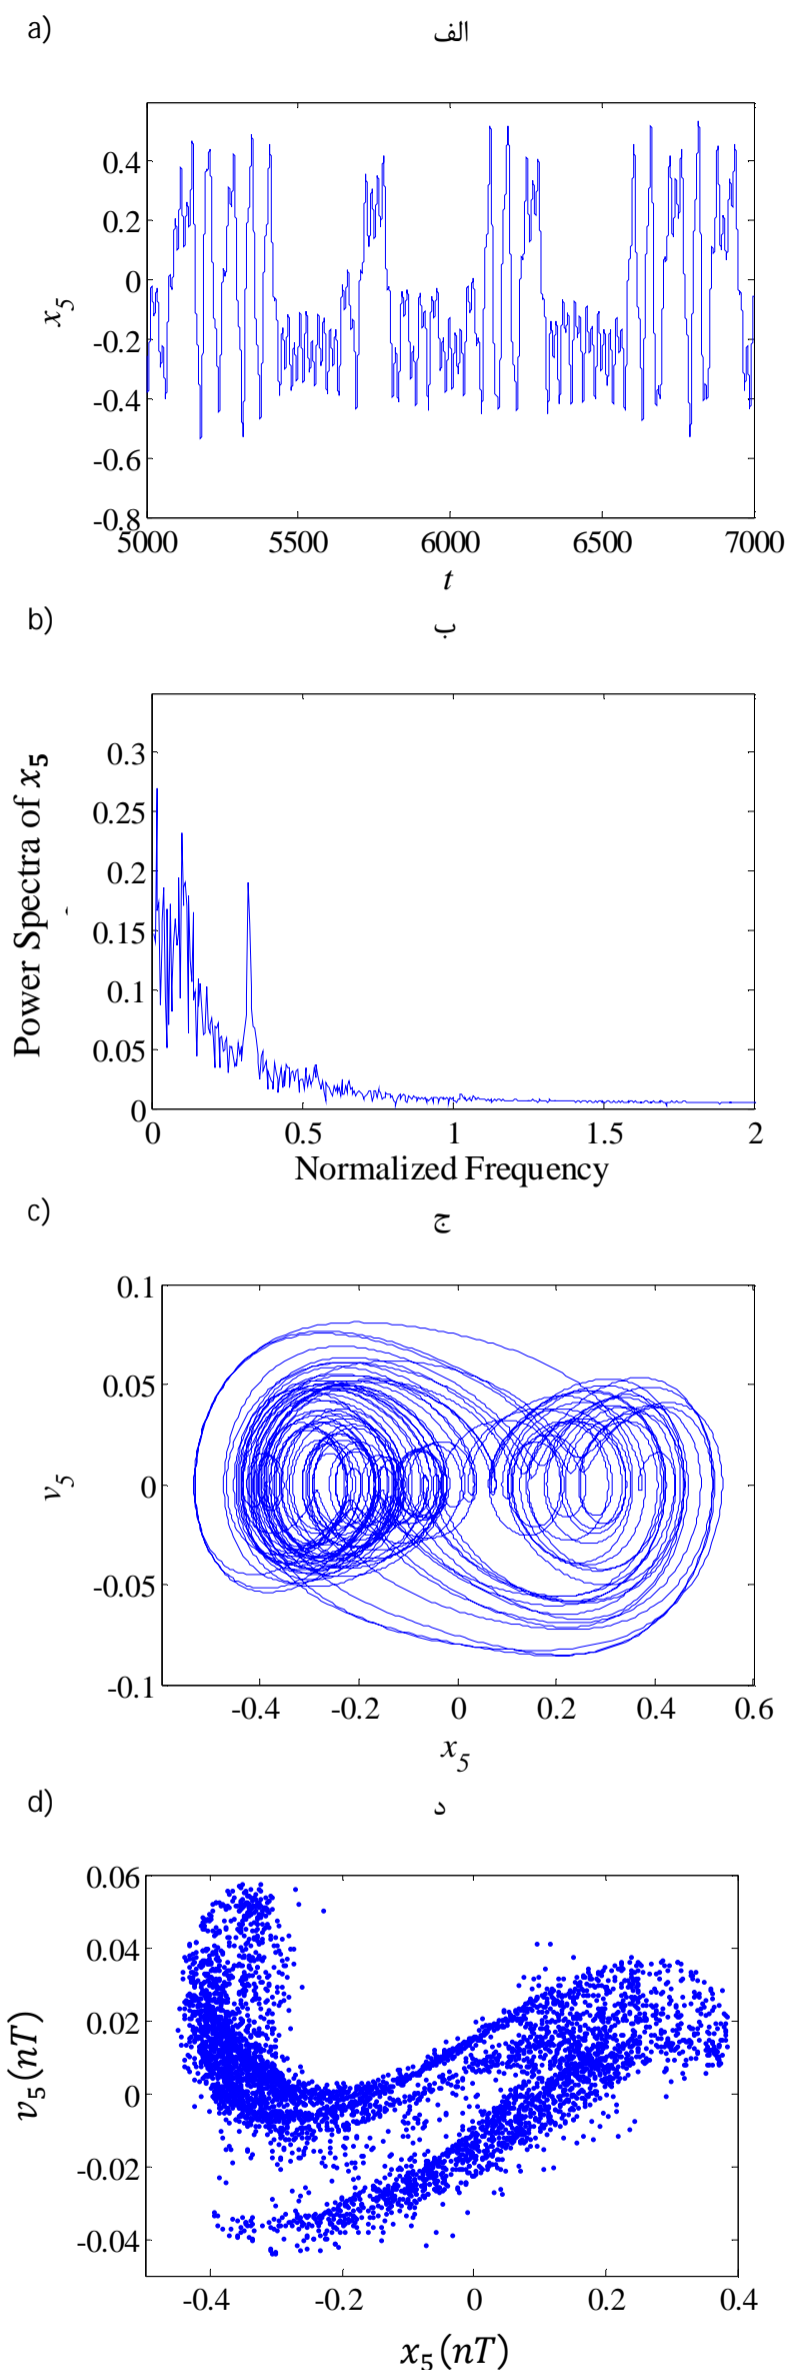 a)
الف
0.4
0.2
0
-0.2
-0.4
-0.6
-0.8
x5
5000 5500 6000 6500 7000
t
b)
ب
0.3
0.25
0.2
0.15
0.1
0.05
0
Power Spectra of x5
0 0.5 1 1.5 2
Normalized Frequency
c)
ج
0.1
0.05
0
-0.05
-0.1
v5
-0.4 -0.2 0 0.2 0.4 0.6
x5
d)
د
0.06
0.04
0.02
0
-0.02
-0.04
v5(nT)
-0.4 -0.2 0 0.2 0.4
x5(nT)